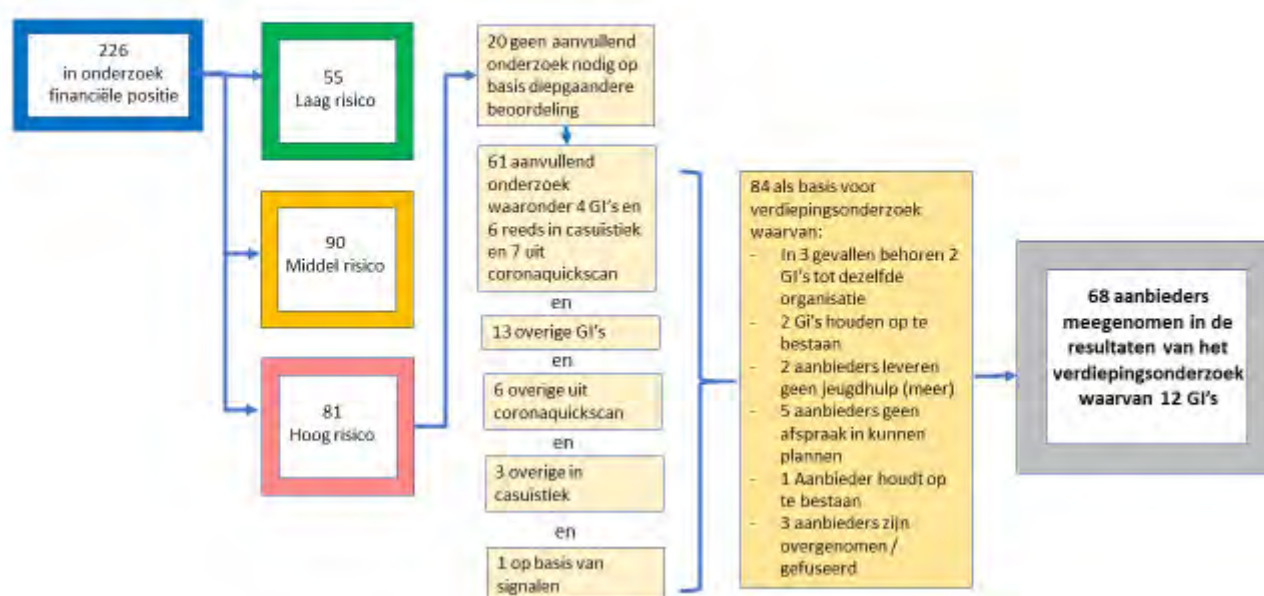 226
in onderzoek
financiële positie
55
Laag risico
90
Middel risico
81
Hoog risico
20 geen aanvullend
onderzoek nodig op
basis diepgaandere
beoordeling
61 aanvullend
onderzoek
waaronder 4 GI's en
6 reeds in casuïstiek
en 7 uit
coronaquickscan
en
13 overige GI's
en
6 overige uit
coronaquickscan
en
3 overige in
casuïstiek
en
1 op basis van
signalen
84 als basis voor
verdiepingsonderzoek
waarvan:
- In 3 gevallen behoren 2
GI's tot dezelfde
organisatie
- 2 Gi's houden op te
bestaan
- 2 aanbieders leveren
geen jeugdhulp (meer)
- 5 aanbieders geen
afspraak in kunnen
plannen
- 1 Aanbieder houdt op
te bestaan
- 3 aanbieders zijn
overgenomen /
gefuseerd
68 aanbieders
meegenomen in de
resultaten van het
verdiepingsonderzoek
waarvan 12 GI's